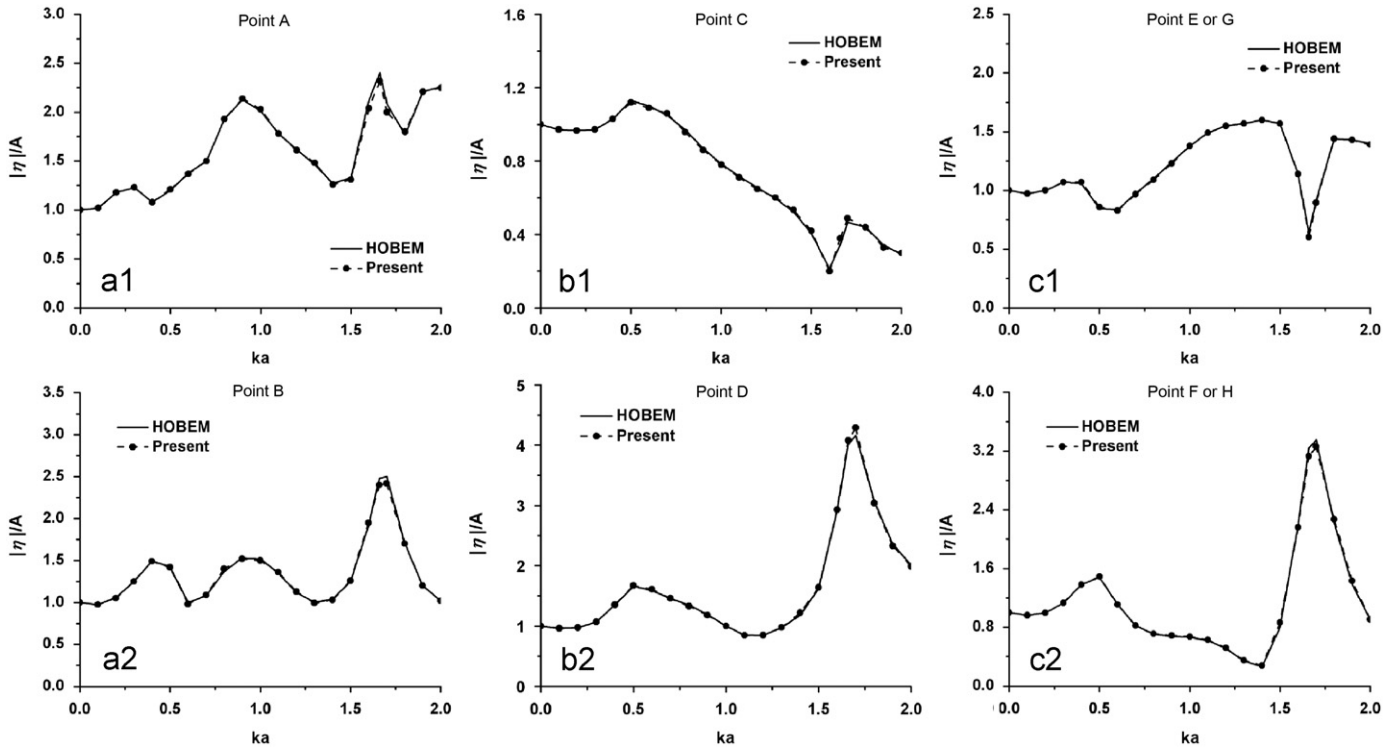 Point A
3.0
2.5
2.0
1.5
1.0
0.5
0.0
|η|/A
HOBEM
Present
a1
0.0 0.5 1.0 1.5 2.0
ka
Point C
1.6
1.2
0.8
0.4
0.0
|η|/A
HOBEM
Present
b1
0.0 0.5 1.0 1.5 2.0
ka
Point E or G
2.5
2.0
1.5
1.0
0.5
0.0
|η|/A
HOBEM
Present
c1
0.0 0.5 1.0 1.5 2.0
ka
Point B
3.5
3.0
2.5
2.0
1.5
1.0
0.5
0.0
|η|/A
HOBEM
Present
a2
0.0 0.5 1.0 1.5 2.0
ka
Point D
5
4
3
2
1
0
|η|/A
HOBEM
Present
b2
0.0 0.5 1.0 1.5 2.0
ka
Point F or H
4.0
3.2
2.4
1.6
0.8
0.0
|η|/A
HOBEM
Present
c2
0.0 0.5 1.0 1.5 2.0
ka